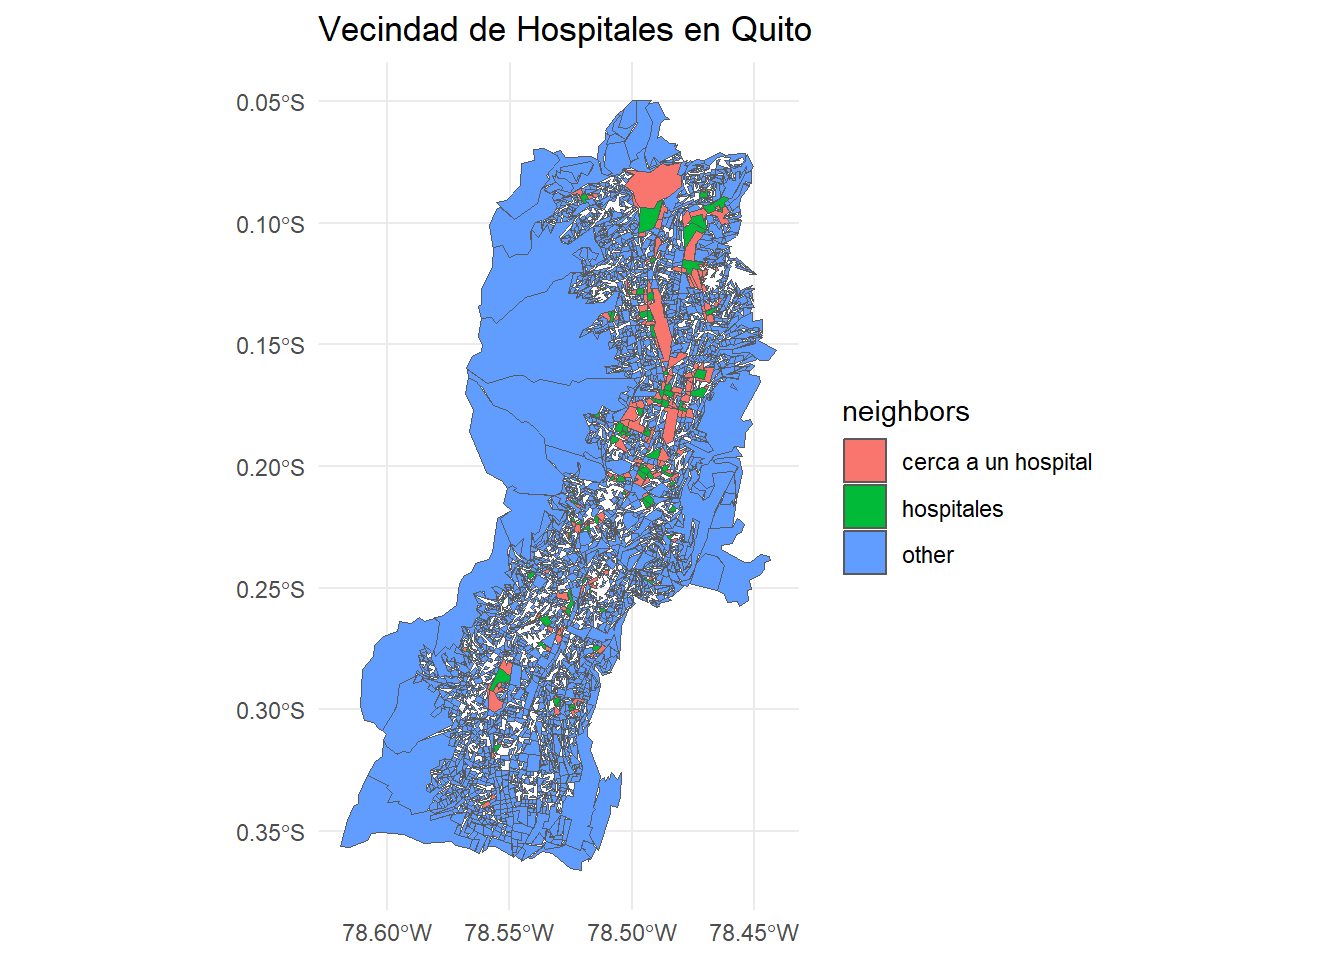 Vecindad de Hospitales en Quito
0.05°S
0.10°S
0.15°S
0.20°S
0.25°S
0.30°S
0.35°S
78.60°W 78.55°W 78.50°W 78.45°W
neighbors
cerca a un hospital
hospitales
other